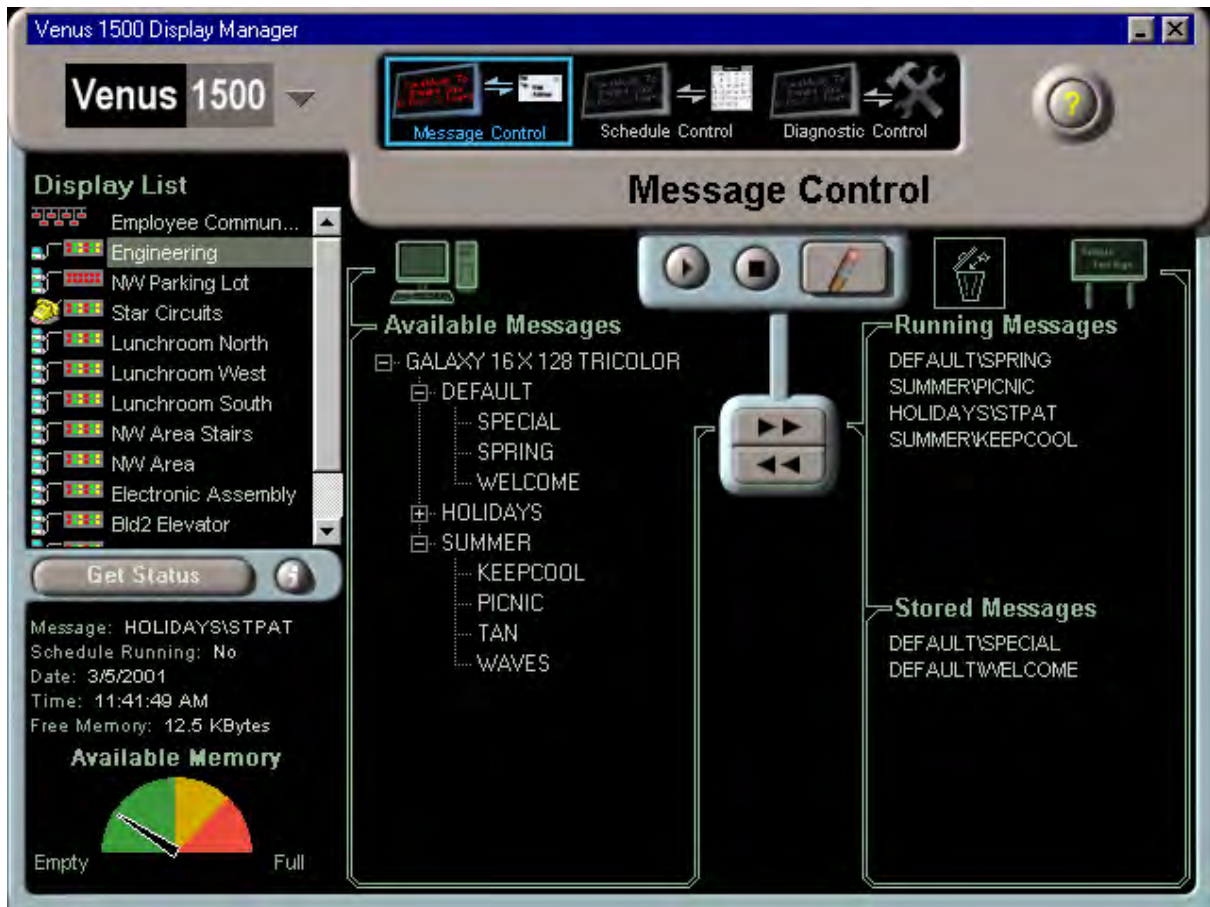 Venus 1500 Display Manager
Venus 1500
Message Control
Schedule Control
Diagnostic Control
?
Message Control
Display List
Employee Commun...
Engineering
NW Parking Lot
Star Circuits
Lunchroom North
Lunchroom West
Lunchroom South
NW Area Stairs
NW Area
Electronic Assembly
Bld2 Elevator
Get Status
i
Message: HOLIDAYS\STPAT
Schedule Running: No
Date: 3/5/2001
Time: 11:41:49 AM
Free Memory: 12.5 KBytes
Available Memory
Empty
Full
Available Messages
GALAXY 16 X 128 TRICOLOR
DEFAULT
SPECIAL
SPRING
WELCOME
HOLIDAYS
SUMMER
KEEPCOOL
PICNIC
TAN
WAVES
Running Messages
DEFAULT\SPRING
SUMMER\PICNIC
HOLIDAYS\STPAT
SUMMER\KEEPCOOL
Stored Messages
DEFAULT\SPECIAL
DEFAULT\WELCOME